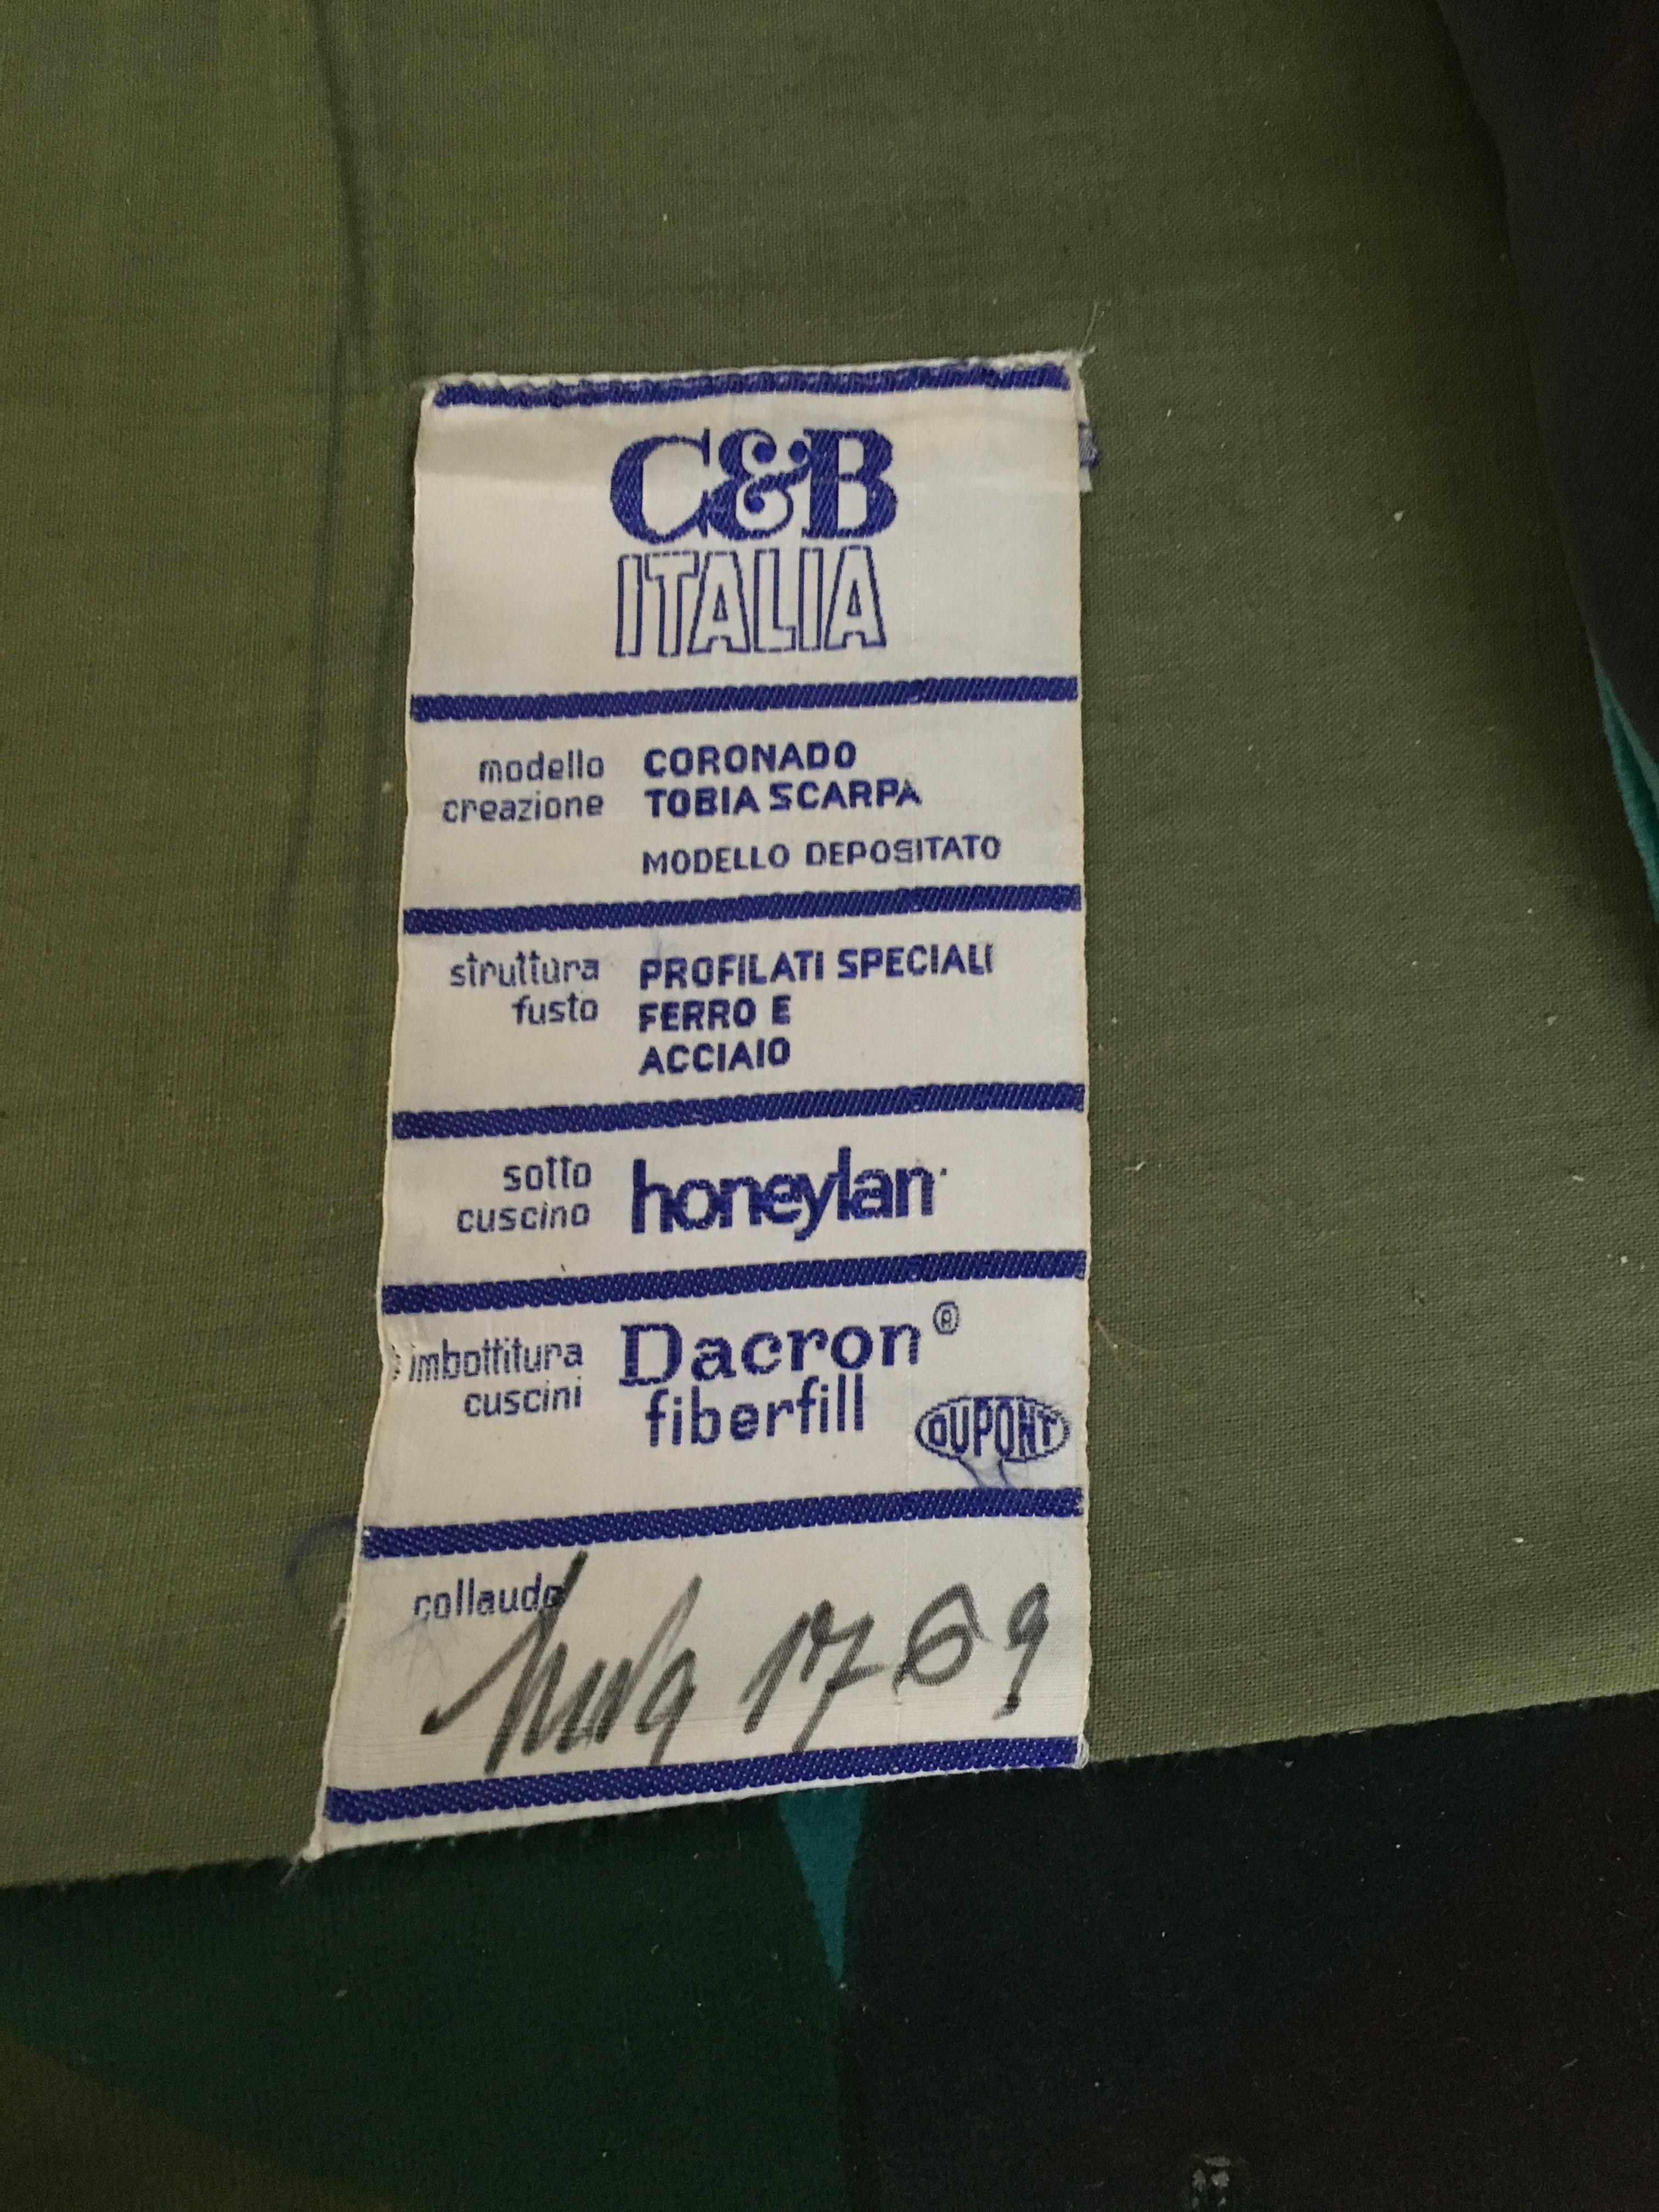 C&B
ITALIA
modello CORONADO
creazione TOBIA SCARPA
MODELLO DEPOSITATO
struttura PROFILATI SPECIALI
fusto FERRO E
ACCIAIO
sotto
cuscino
honeylan
imbottitura
cuscini
Dacron®
fiberfill
DUPONT
collaudo
1769